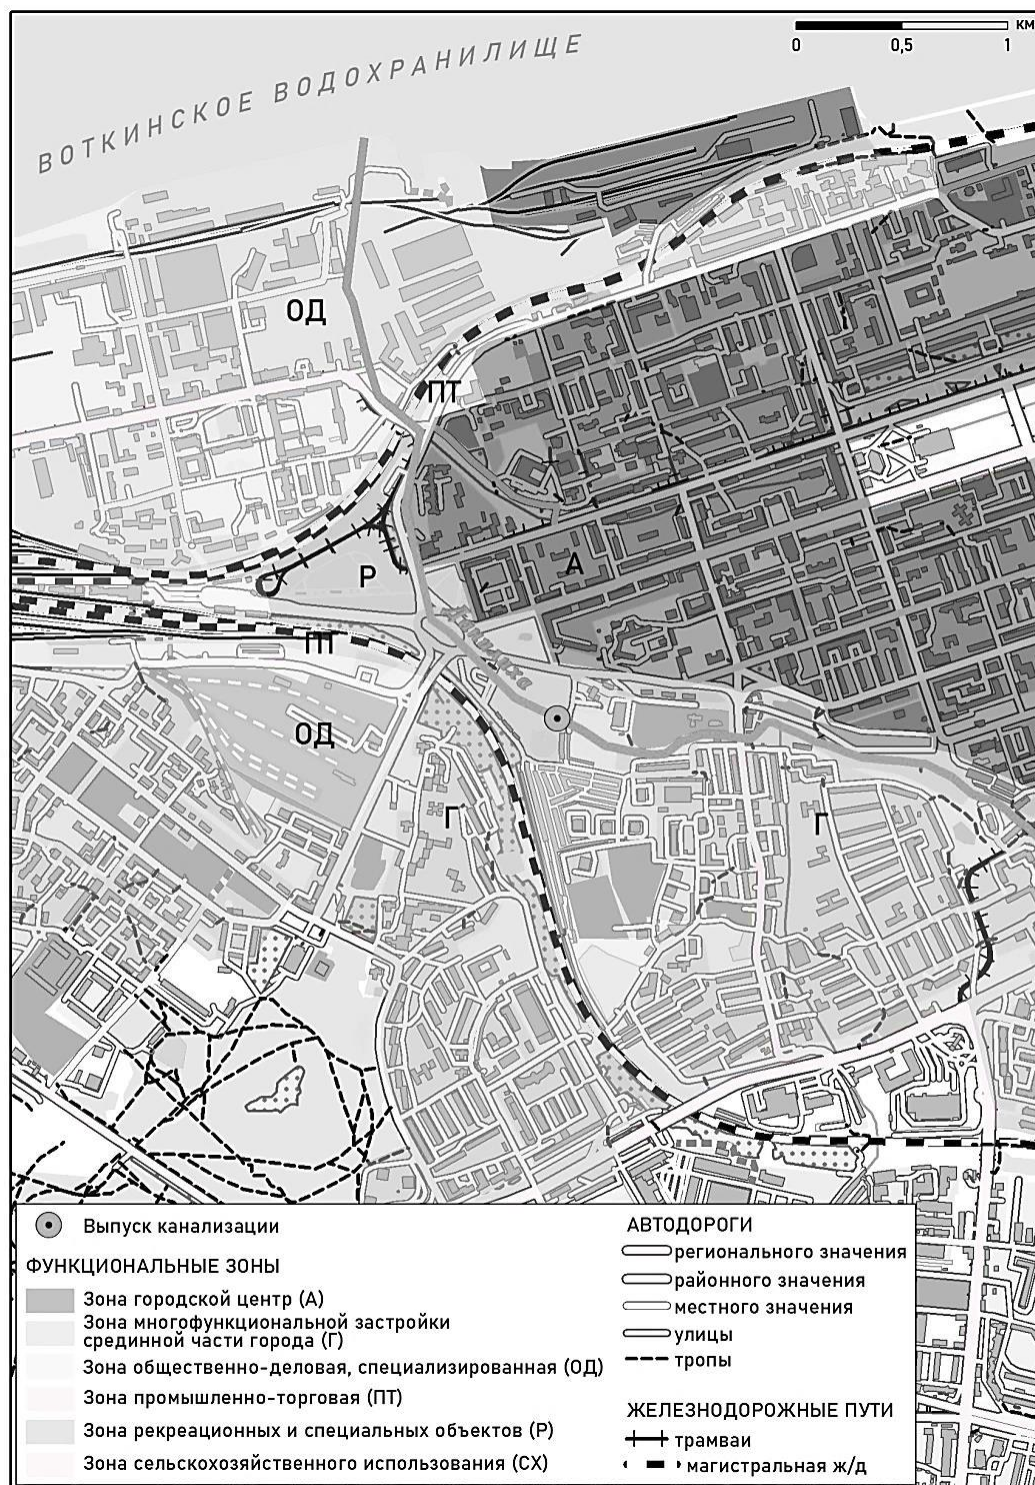 ВОТКИНСКОЕ ВОДОХРАНИЛИЩЕ
км
0 0,5 1
ОД
ПТ
Р
А
ПТ
ОД
Г
Г
Выпуск канализации
ФУНКЦИОНАЛЬНЫЕ ЗОНЫ
Зона городской центр (А)
Зона многофункциональной застройки
срединной части города (Г)
Зона общественно-деловая, специализированная (ОД)
Зона промышленно-торговая (ПТ)
Зона рекреационных и специальных объектов (Р)
Зона сельскохозяйственного использования (СХ)
АВТОДОРОГИ
регионального значения
районного значения
местного значения
улицы
тропы
ЖЕЛЕЗНОДОРОЖНЫЕ ПУТИ
трамваи
магистральная ж/д